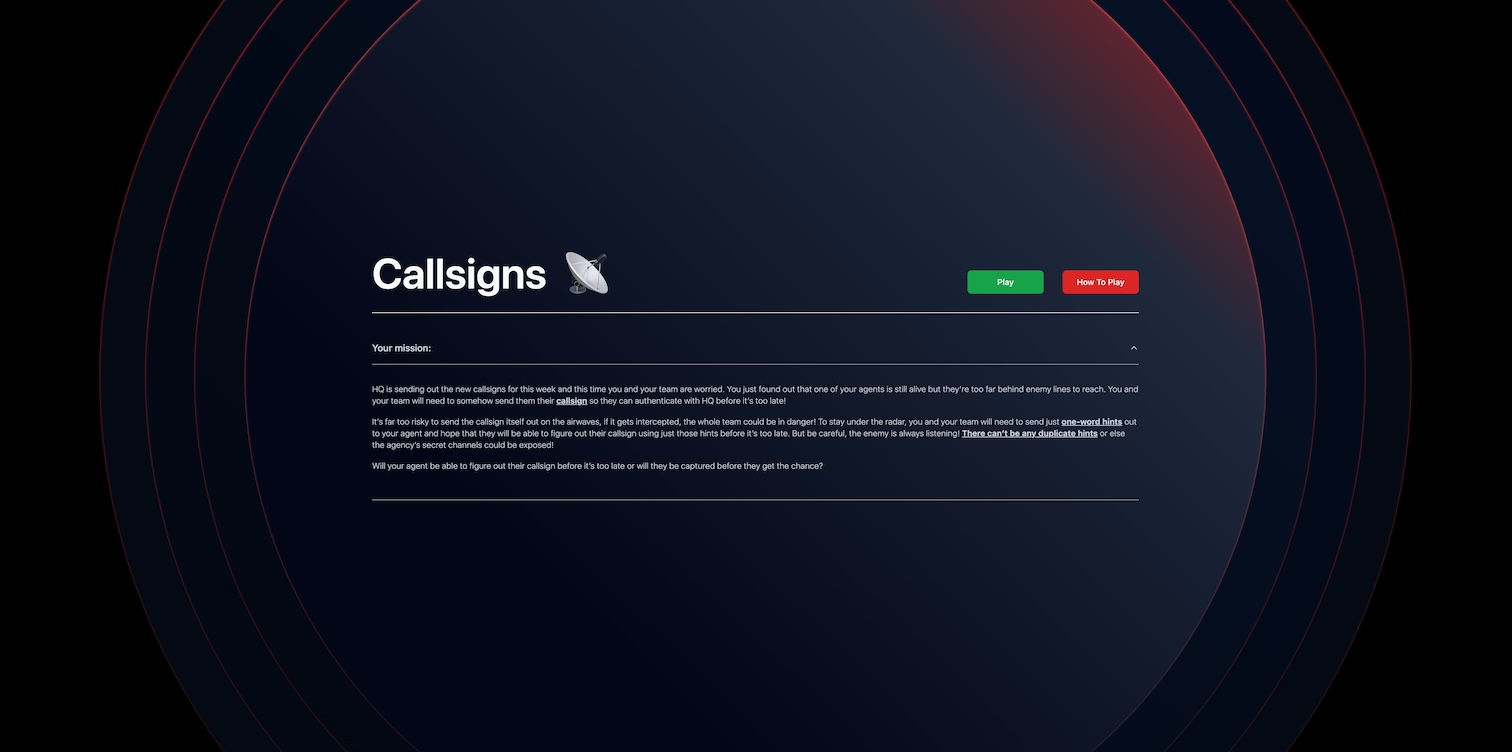 Callsigns
Play
How To Play
Your mission:
HQ is sending out the new callsigns for this week and this time you and your team are worried. You just found out that one of your agents is still alive but they're too far behind enemy lines to reach. You and
your team will need to somehow send them their callsign so they can authenticate with HQ before it's too late!
It's far too risky to send the callsign itself out on the airwaves, if it gets intercepted, the whole team could be in danger! To stay under the radar, you and your team will need to send just one-word hints out
to your agent and hope that they will be able to figure out their callsign using just those hints before it's too late. But be careful, the enemy is always listening! There can't be any duplicate hints or else
the agency's secret channels could be exposed!
Will your agent be able to figure out their callsign before it's too late or will they be captured before they get the chance?